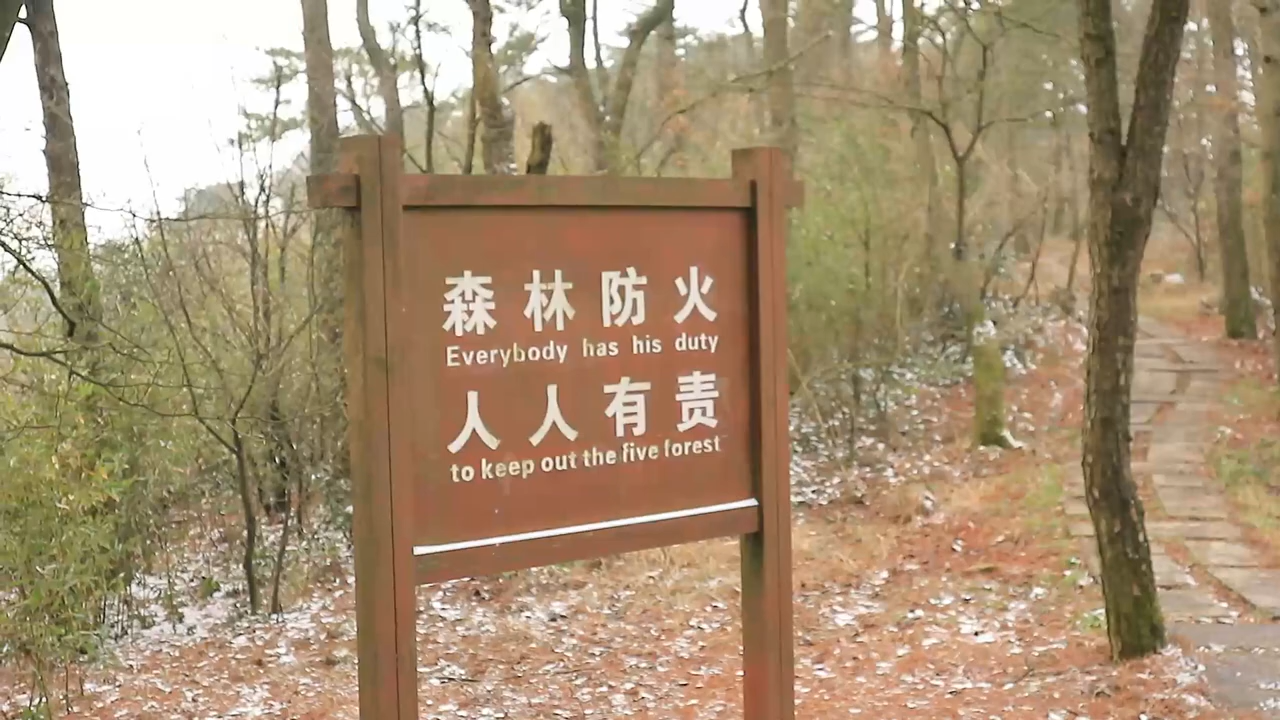 森林防火
Everybody has his duty
人人有责
to keep out the five forest